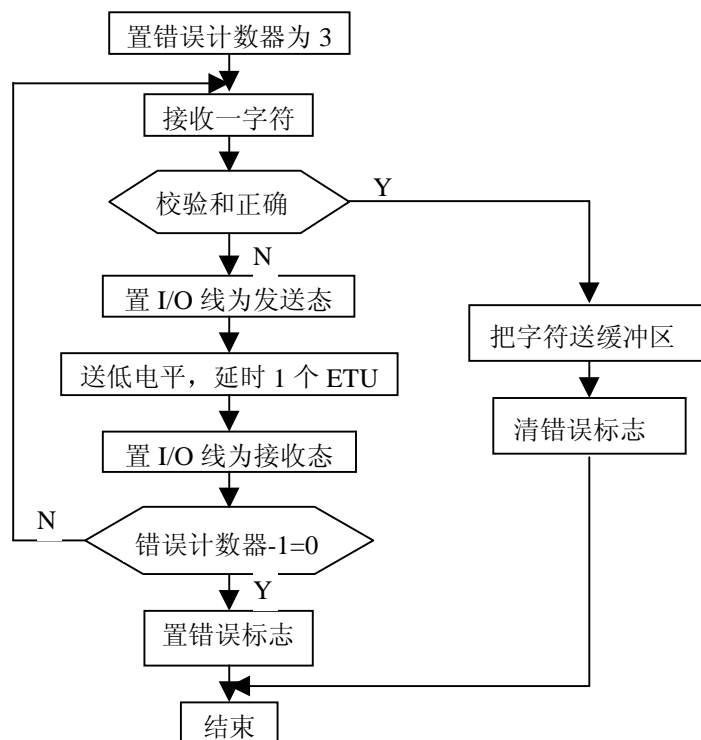 置错误计数器为 3
接收一字符
校验和正确
Y
N
置 I/O 线为发送态
把字符送缓冲区
送低电平，延时 1 个 ETU
清错误标志
置 I/O 线为接收态
N
错误计数器-1=0
Y
置错误标志
结束